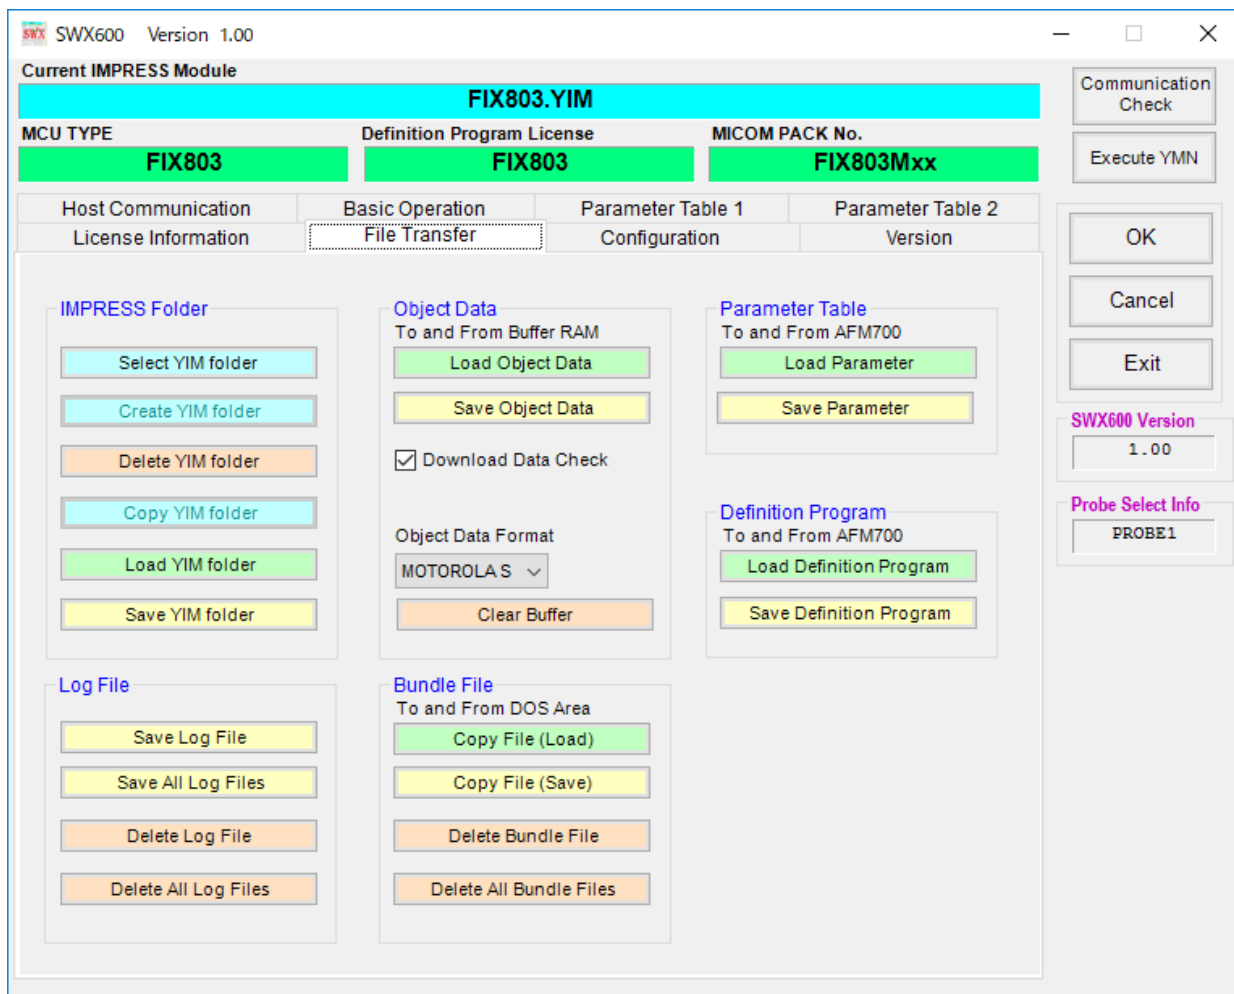 SWX SWX600 Version 1.00
Current IMPRESS Module
FIX803.YIM
MCU TYPE Definition Program License MICOM PACK No.
FIX803 FIX803 FIX803Mxx
Communication
Check
Execute YMN
Host Communication Basic Operation Parameter Table 1 Parameter Table 2
License Information File Transfer Configuration Version
IMPRESS Folder
Select YIM folder
Create YIM folder
Delete YIM folder
Copy YIM folder
Load YIM folder
Save YIM folder
Object Data
To and From Buffer RAM
Load Object Data
Save Object Data
Download Data Check
Object Data Format
MOTOROLA S
Clear Buffer
Parameter Table
To and From AFM700
Load Parameter
Save Parameter
Definition Program
To and From AFM700
Load Definition Program
Save Definition Program
Log File
Save Log File
Save All Log Files
Delete Log File
Delete All Log Files
Bundle File
To and From DOS Area
Copy File (Load)
Copy File (Save)
Delete Bundle File
Delete All Bundle Files
OK
Cancel
Exit
SWX600 Version
1.00
Probe Select Info
PROBE1